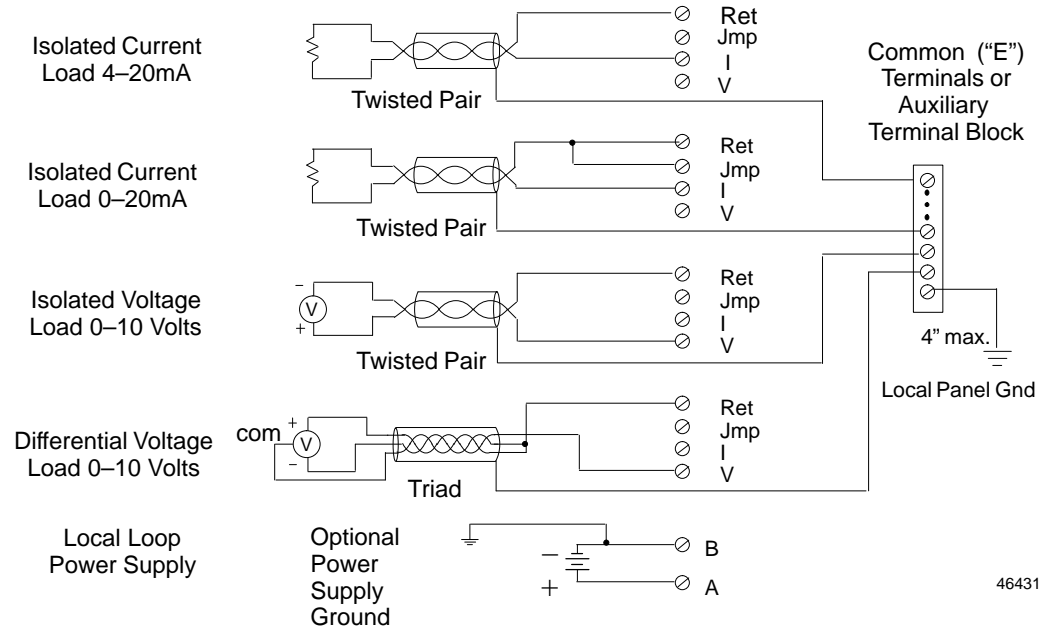 Isolated Current
Load 4–20mA
Twisted Pair
Ret
Jmp
I
V
Common (“E”)
Terminals or
Auxiliary
Terminal Block
Isolated Current
Load 0–20mA
Twisted Pair
Ret
Jmp
I
V
Isolated Voltage
Load 0–10 Volts
–
V
+
Twisted Pair
Ret
Jmp
I
V
4” max.
Local Panel Gnd
Differential Voltage
Load 0–10 Volts
com
+
V
–
Triad
Ret
Jmp
I
V
Local Loop
Power Supply
Optional
Power
Supply
Ground
–
+
B
A
46431